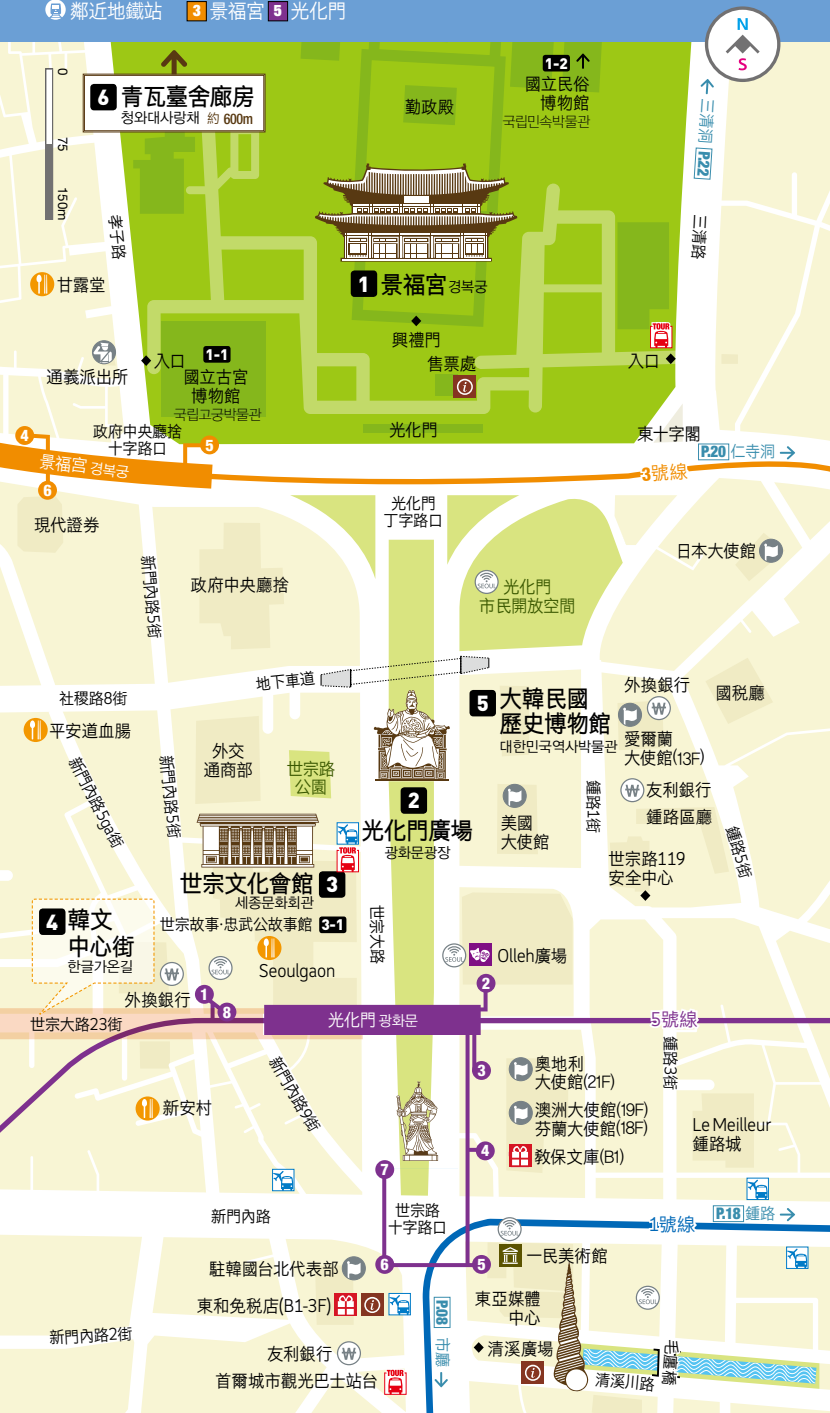 鄰近地鐵站 3 景福宮 5 光化門
N
S
0
75
150m
6 青瓦臺舍廊房
청와대사랑채 約 600m
勤政殿
1-2
國立民俗
博物館
국립민속박물관
三淸洞 P.22
孝子路
三淸路
甘露堂
1 景福宮 경복궁
興禮門
TOUR
通義派出所
入口
1-1
國立古宮
博物館
국립고궁박물관
售票處
入口
政府中央廳捨
十字路口
光化門
東十字閣
4
5
6
景福宮 경복궁
P.20 仁寺洞
3號線
現代證券
光化門
丁字路口
新門內路5街
政府中央廳捨
SEOUL
光化門
市民開放空間
日本大使館
地下車道
社稷路8街
平安道血腸
外交
通商部
世宗路
公園
5 大韓民國
歷史博物館
대한민국역사박물관
外換銀行
愛爾蘭
大使館(13F)
國稅廳
新門內路5ga街
新門內路5街
2
光化門廣場
광화문광장
美國
大使館
鍾路1街
友利銀行
鍾路區廳
鍾路5街
TOUR
世宗文化會館 3
세종문화회관
世宗故事·忠武公故事館 3-1
世宗路119
安全中心
4 韓文
中心街
한글가온길
世宗大路
SEOUL
Seoulgaon
SEOUL
Olleh廣場
外換銀行
1
8
2
世宗大路23街
光化門 광화문
5號線
新門內路9街
3
奧地利
大使館(21F)
鍾路3街
新安村
澳洲大使館(19F)
芬蘭大使館(18F)
Le Meilleur
鍾路城
4
敎保文庫(B1)
7
新門內路
世宗路
十字路口
1號線
P.18 鍾路
SEOUL
駐韓國台北代表部
6
5
一民美術館
東和免稅店(B1-3F)
P.08 市廳
東亞媒體
中心
SEOUL
新門內路2街
友利銀行
清溪廣場
毛廛橋
首爾城市觀光巴士站台
TOUR
清溪川路